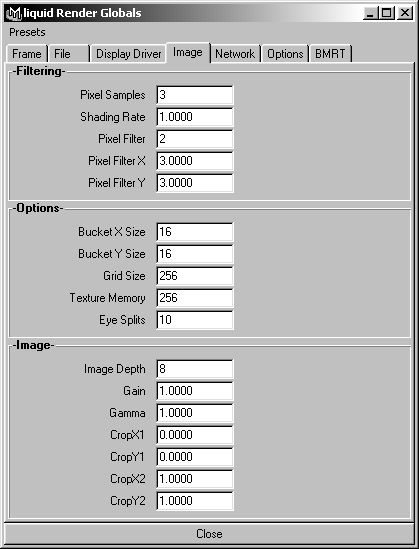 liquid Render Globals
Presets
Frame File Display Driver Image Network Options BMRT
-Filtering-
Pixel Samples 3
Shading Rate 1.0000
Pixel Filter 2
Pixel Filter X 3.0000
Pixel Filter Y 3.0000
-Options-
Bucket X Size 16
Bucket Y Size 16
Grid Size 256
Texture Memory 256
Eye Splits 10
-Image-
Image Depth 8
Gain 1.0000
Gamma 1.0000
CropX1 0.0000
CropY1 0.0000
CropX2 1.0000
CropY2 1.0000
Close